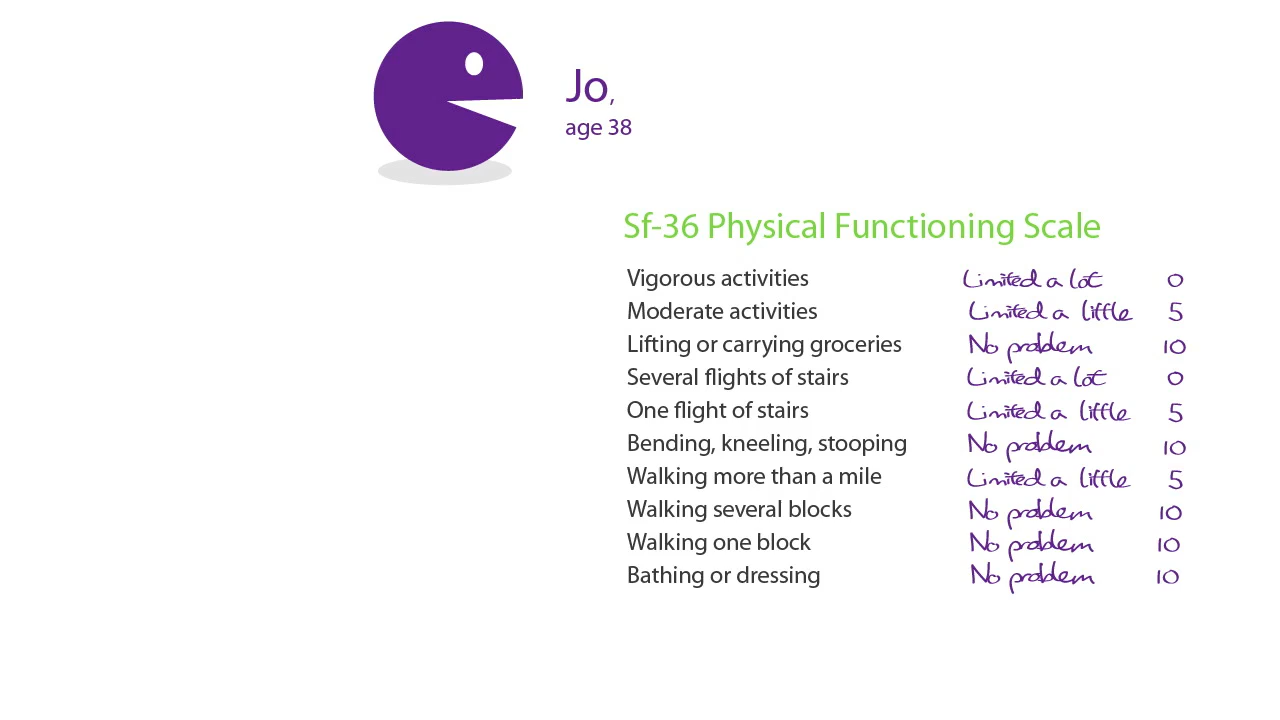 Jo,
age 38
Sf-36 Physical Functioning Scale
Vigorous activities Limited a lot 0
Moderate activities Limited a little 5
Lifting or carrying groceries No problem 10
Several flights of stairs Limited a lot 0
One flight of stairs Limited a little 5
Bending, kneeling, stooping No problem 10
Walking more than a mile Limited a little 5
Walking several blocks No problem 10
Walking one block No problem 10
Bathing or dressing No problem 10